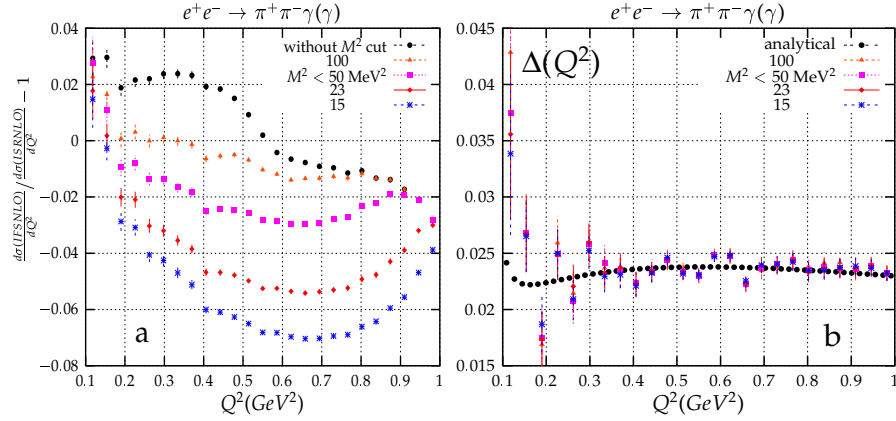 e⁺e⁻ → π⁺π⁻γ(γ)
dσ(IFSNLO)/dQ² / dσ(ISRNLO)/dQ² − 1
0.04
0.02
0
−0.02
−0.04
−0.06
−0.08
without M² cut
100
M² < 50 MeV²
23
15
a
0.1 0.2 0.3 0.4 0.5 0.6 0.7 0.8 0.9 1
Q²(GeV²)
e⁺e⁻ → π⁺π⁻γ(γ)
0.045
0.04
0.035
0.03
0.025
0.02
0.015
Δ(Q²)
analytical
100
M² < 50 MeV²
23
15
b
0.1 0.2 0.3 0.4 0.5 0.6 0.7 0.8 0.9 1
Q²(GeV²)